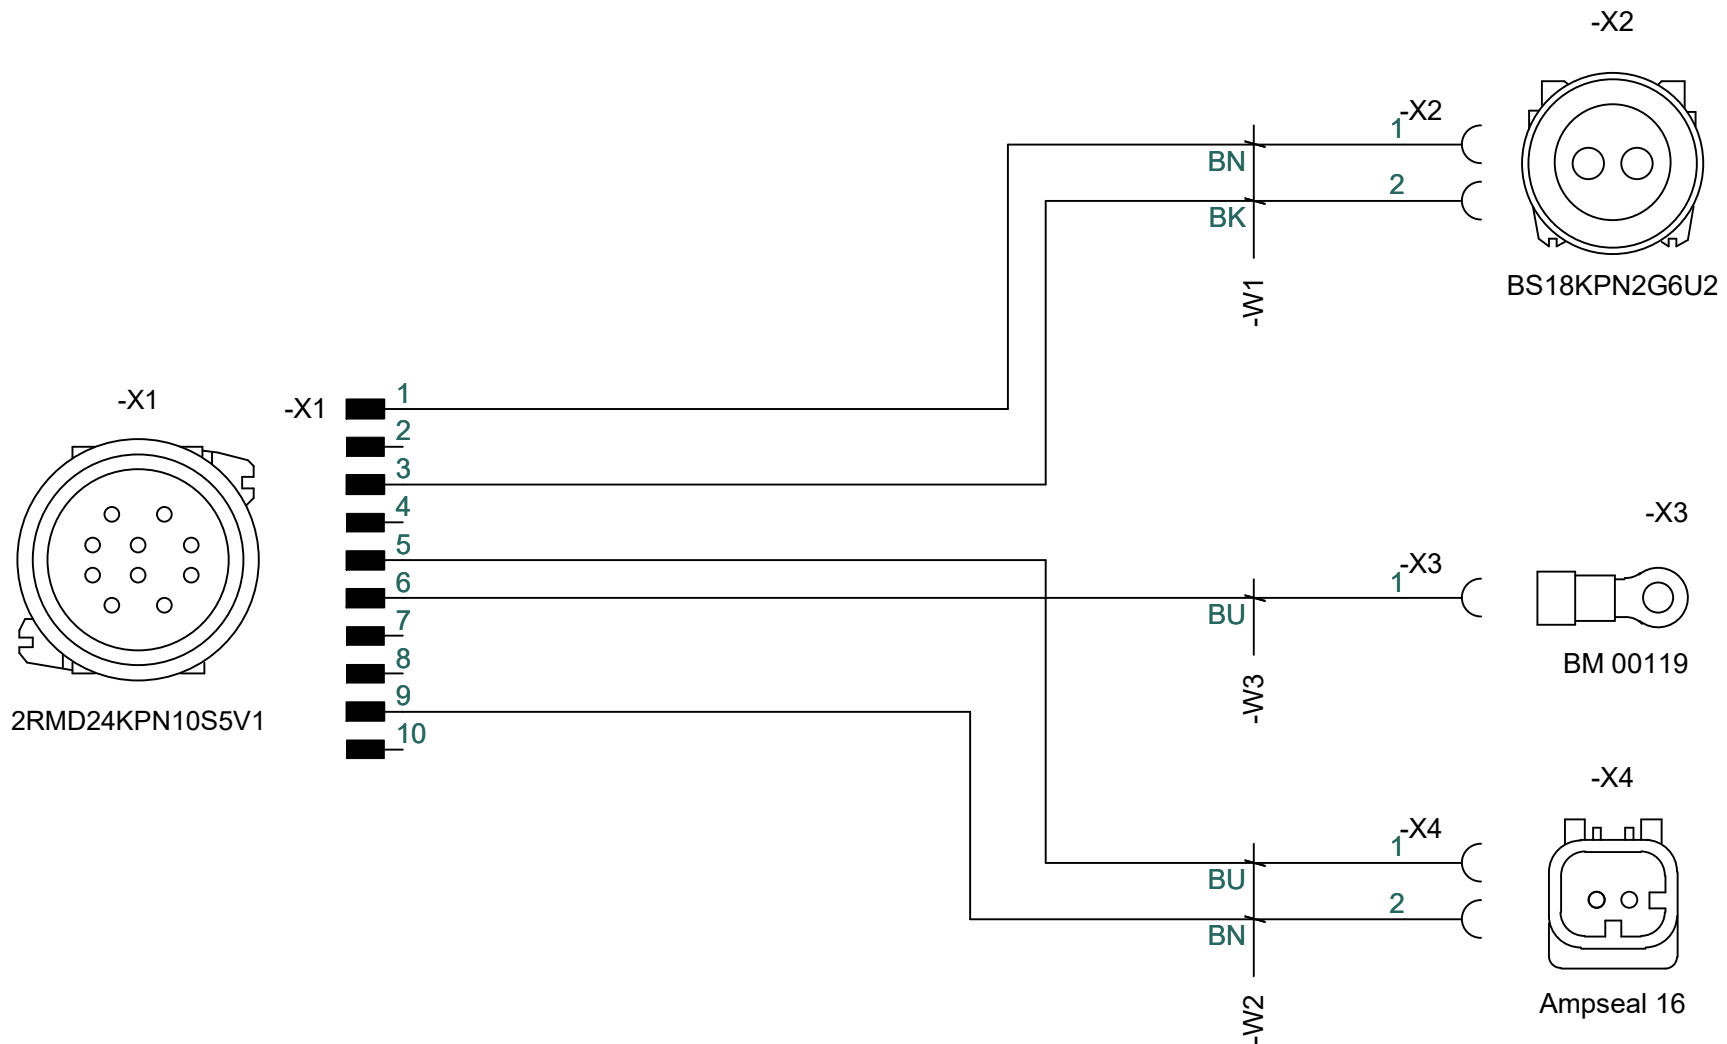 -X2
-X2
1
BN
2
BK
-W1
BS18KPN2G6U2
-X1
-X1
1
2
3
4
5
6
7
8
9
10
2RMD24KPN10S5V1
-X3
-X3
1
BU
-W3
BM 00119
-X4
-X4
1
BU
2
BN
-W2
Ampseal 16